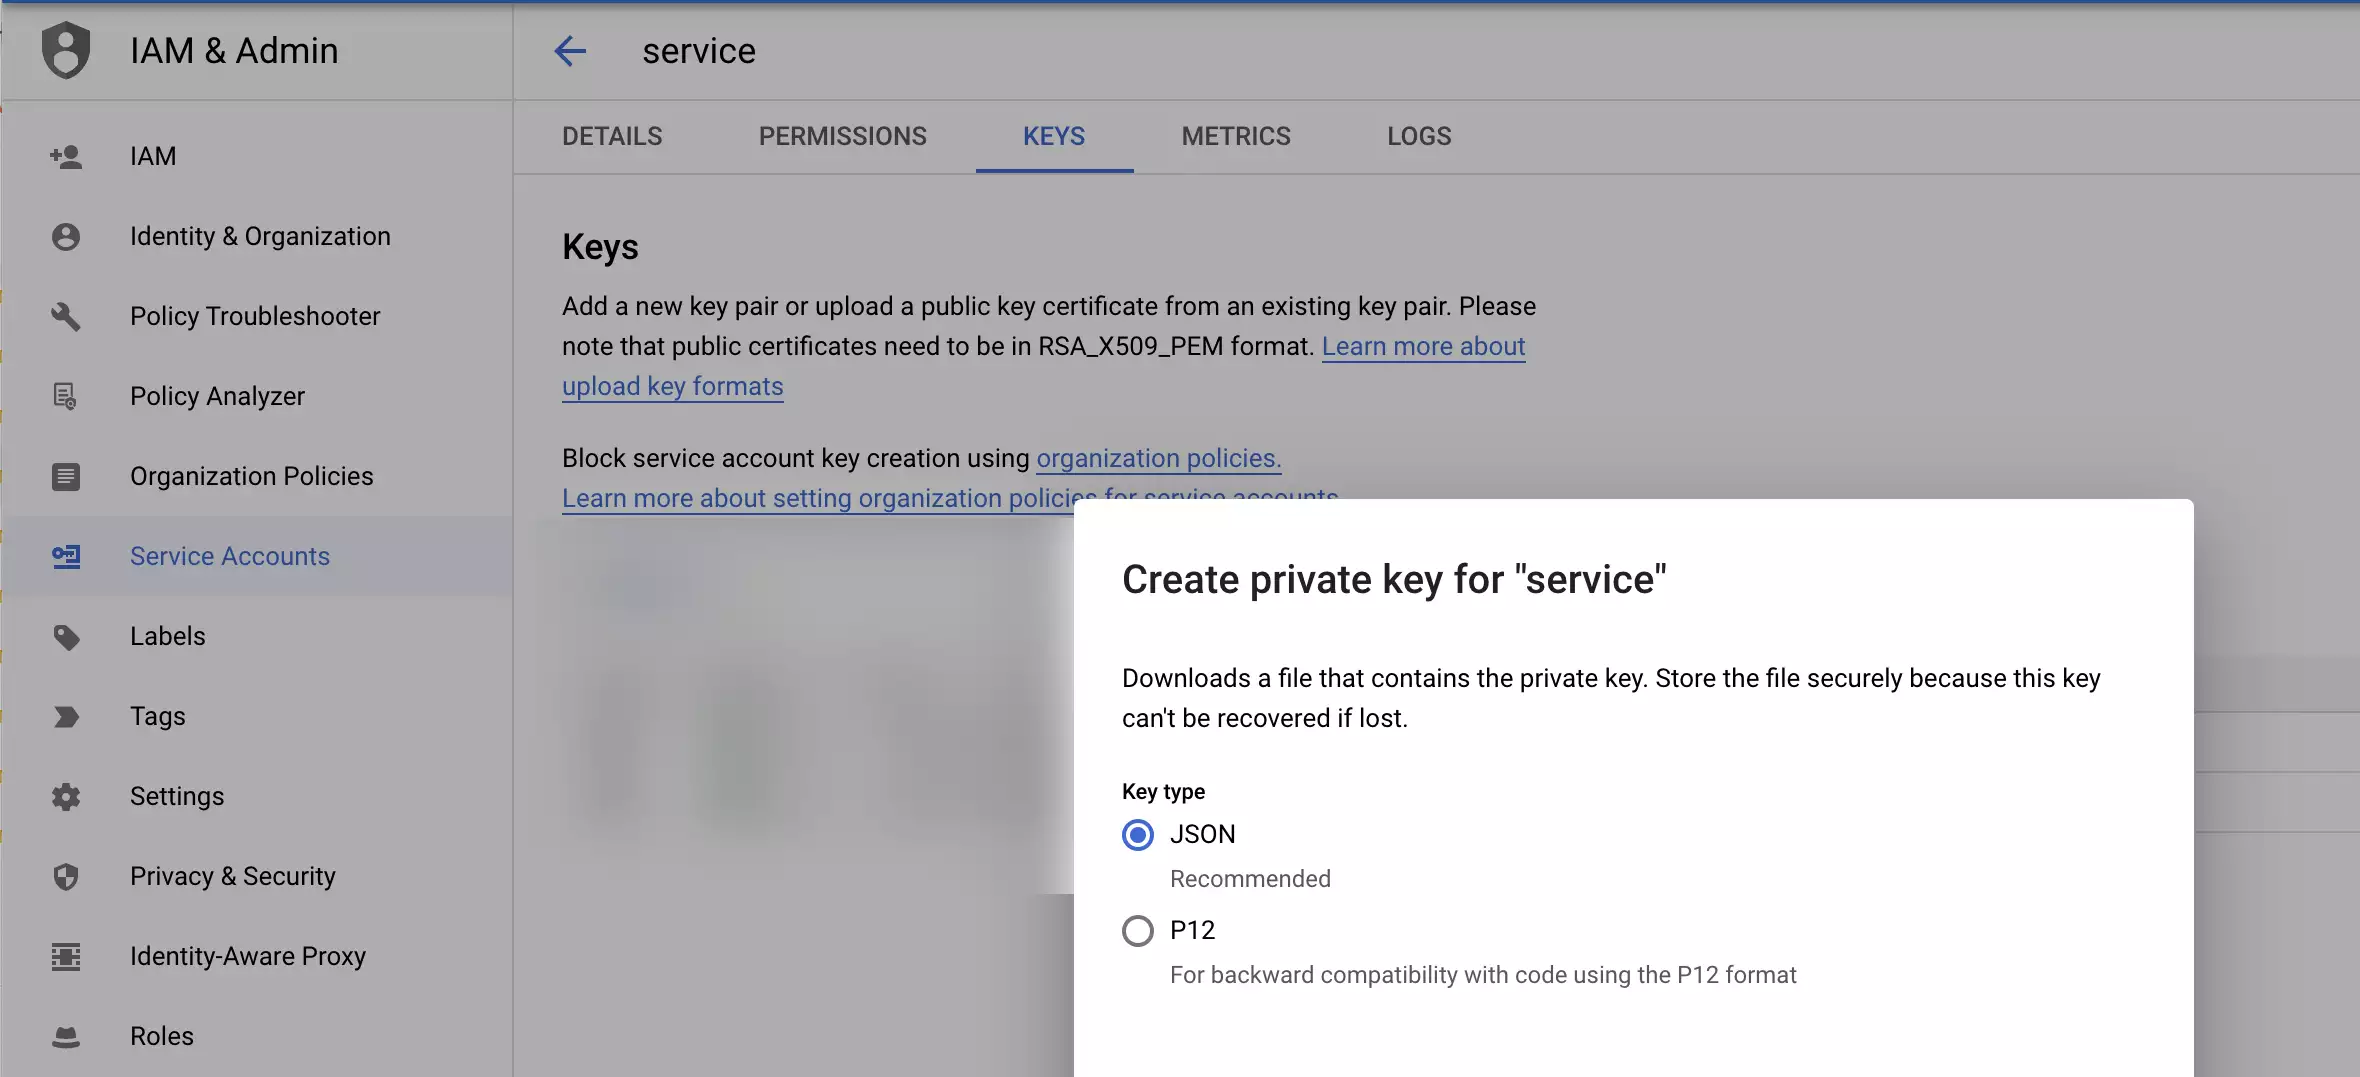 IAM & Admin
service
DETAILS
PERMISSIONS
KEYS
METRICS
LOGS
IAM
Identity & Organization
Policy Troubleshooter
Policy Analyzer
Organization Policies
Service Accounts
Labels
Tags
Settings
Privacy & Security
Identity-Aware Proxy
Roles
Keys
Add a new key pair or upload a public key certificate from an existing key pair. Please
note that public certificates need to be in RSA_X509_PEM format. Learn more about
upload key formats
Block service account key creation using organization policies.
Learn more about setting organization policies for service accounts
Create private key for "service"
Downloads a file that contains the private key. Store the file securely because this key
can't be recovered if lost.
Key type
JSON
Recommended
P12
For backward compatibility with code using the P12 format